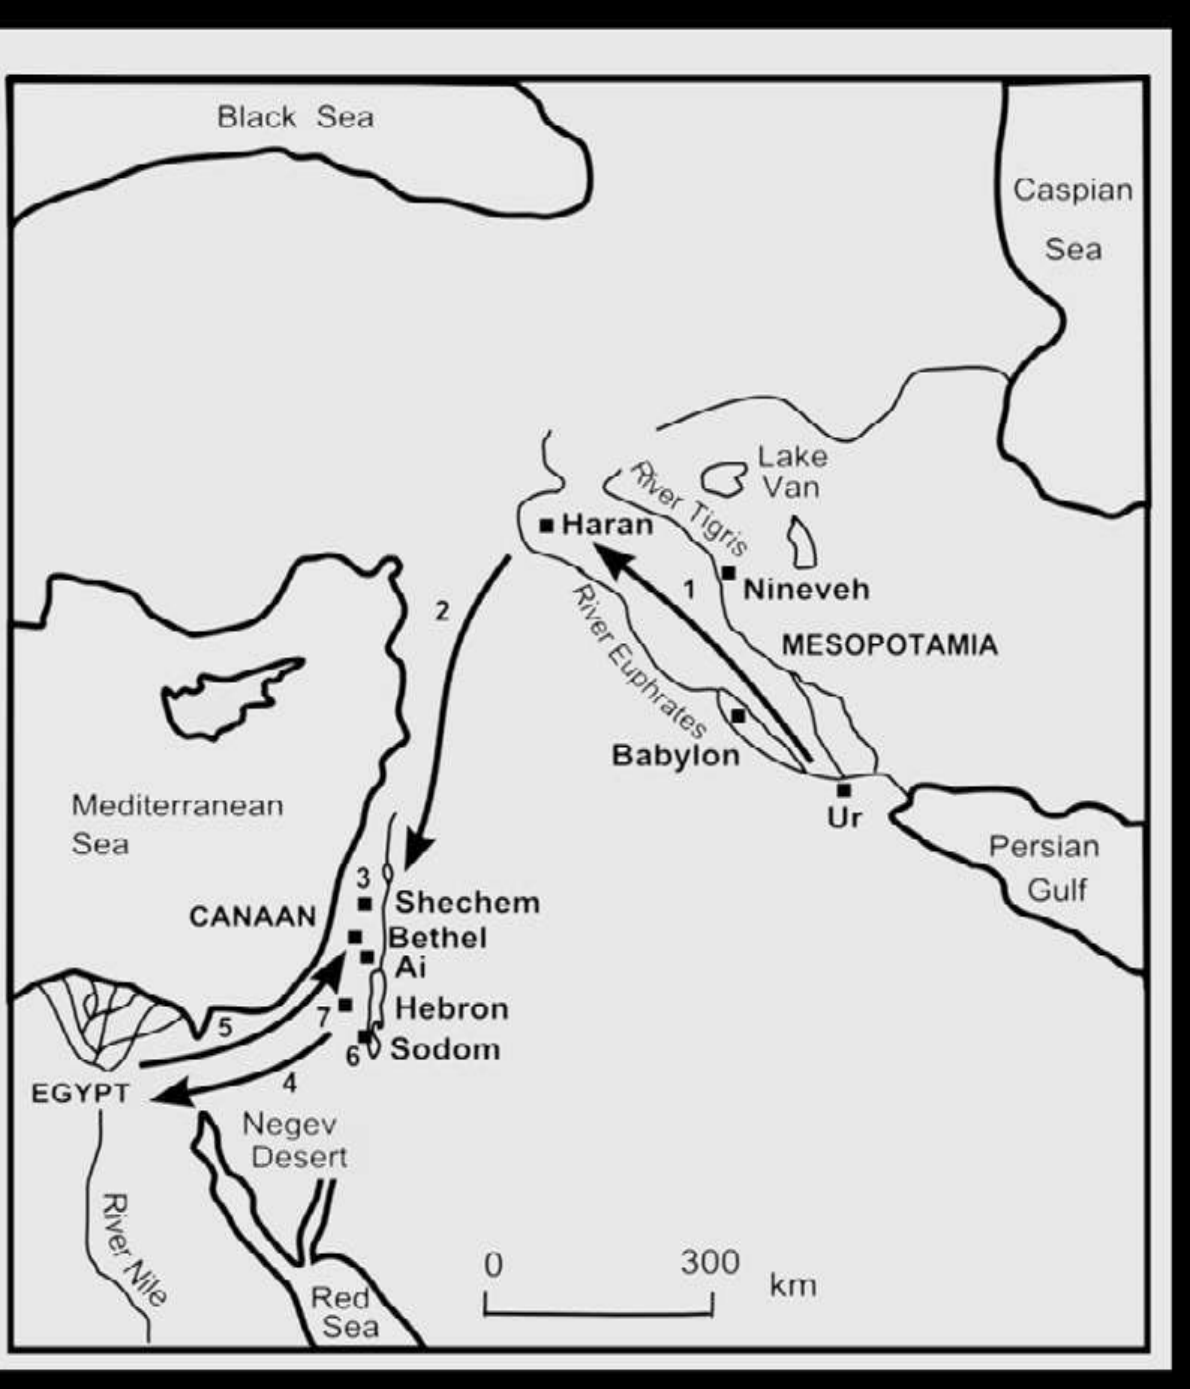 Black Sea
Caspian
Sea
Lake
Van
River Tigris
Haran
1
Nineveh
2
River Euphrates
MESOPOTAMIA
Babylon
Mediterranean
Sea
Ur
Persian
Gulf
3
Shechem
CANAAN
Bethel
Ai
5
7
Hebron
6
Sodom
4
EGYPT
Negev
Desert
River Nile
0
300
km
Red
Sea